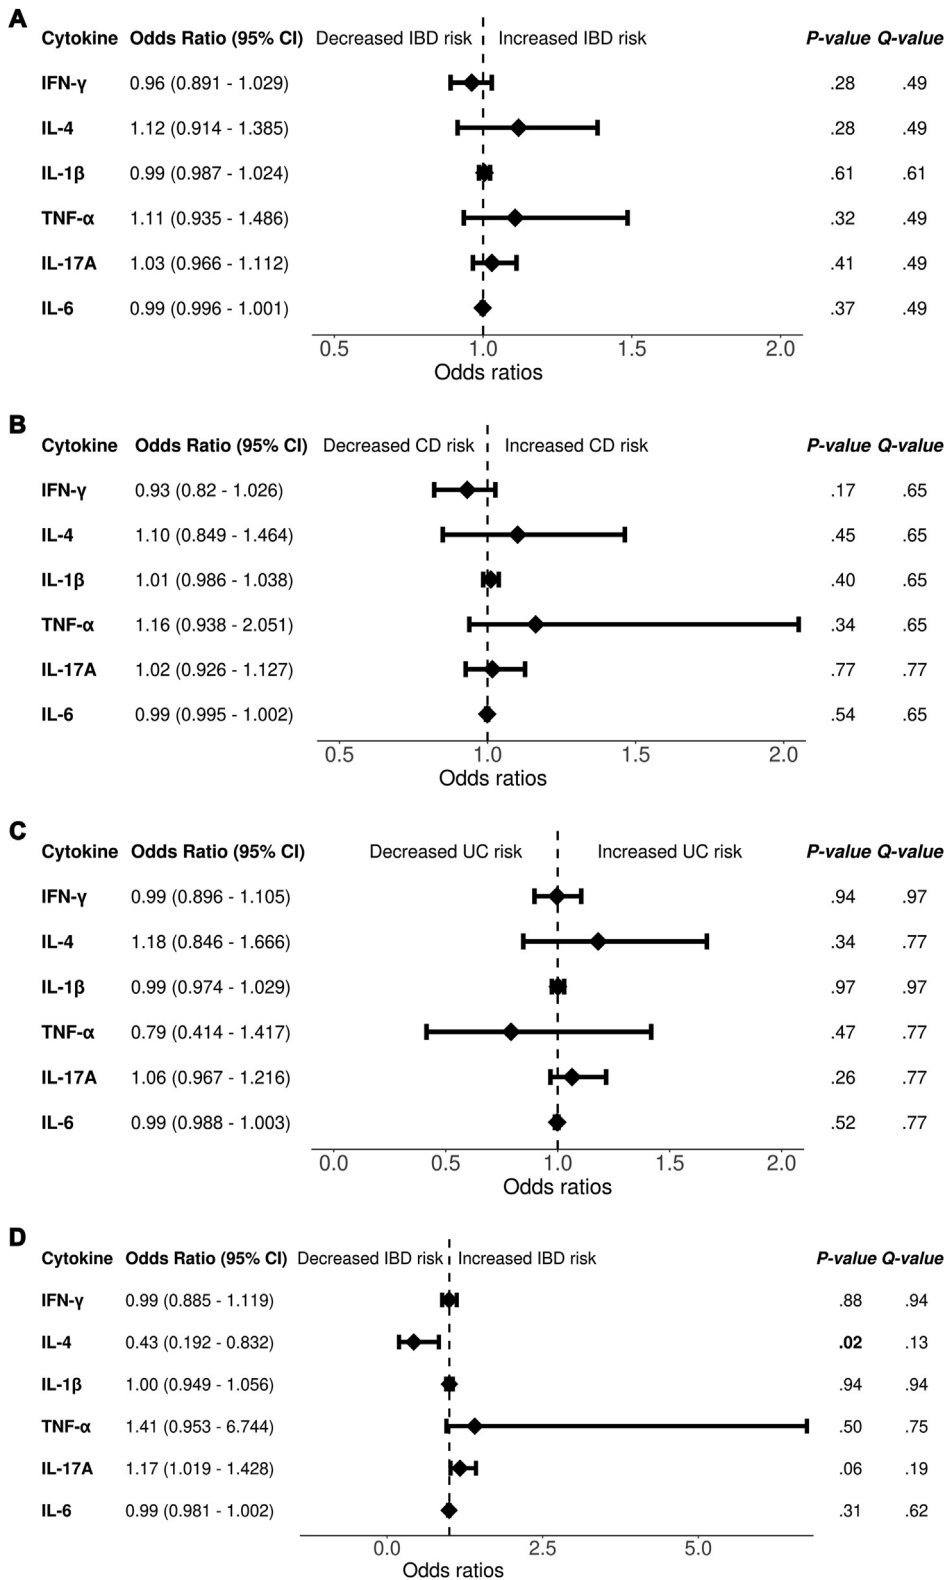 A
Cytokine Odds Ratio (95% CI) Decreased IBD risk Increased IBD risk P-value Q-value
IFN-γ 0.96 (0.891 - 1.029) .28 .49
IL-4 1.12 (0.914 - 1.385) .28 .49
IL-1β 0.99 (0.987 - 1.024) .61 .61
TNF-α 1.11 (0.935 - 1.486) .32 .49
IL-17A 1.03 (0.966 - 1.112) .41 .49
IL-6 0.99 (0.996 - 1.001) .37 .49
0.5 1.0 1.5 2.0
Odds ratios
B
Cytokine Odds Ratio (95% CI) Decreased CD risk Increased CD risk P-value Q-value
IFN-γ 0.93 (0.82 - 1.026) .17 .65
IL-4 1.10 (0.849 - 1.464) .45 .65
IL-1β 1.01 (0.986 - 1.038) .40 .65
TNF-α 1.16 (0.938 - 2.051) .34 .65
IL-17A 1.02 (0.926 - 1.127) .77 .77
IL-6 0.99 (0.995 - 1.002) .54 .65
0.5 1.0 1.5 2.0
Odds ratios
C
Cytokine Odds Ratio (95% CI) Decreased UC risk Increased UC risk P-value Q-value
IFN-γ 0.99 (0.896 - 1.105) .94 .97
IL-4 1.18 (0.846 - 1.666) .34 .77
IL-1β 0.99 (0.974 - 1.029) .97 .97
TNF-α 0.79 (0.414 - 1.417) .47 .77
IL-17A 1.06 (0.967 - 1.216) .26 .77
IL-6 0.99 (0.988 - 1.003) .52 .77
0.0 0.5 1.0 1.5 2.0
Odds ratios
D
Cytokine Odds Ratio (95% CI) Decreased IBD risk Increased IBD risk P-value Q-value
IFN-γ 0.99 (0.885 - 1.119) .88 .94
IL-4 0.43 (0.192 - 0.832) .02 .13
IL-1β 1.00 (0.949 - 1.056) .94 .94
TNF-α 1.41 (0.953 - 6.744) .50 .75
IL-17A 1.17 (1.019 - 1.428) .06 .19
IL-6 0.99 (0.981 - 1.002) .31 .62
0.0 2.5 5.0
Odds ratios